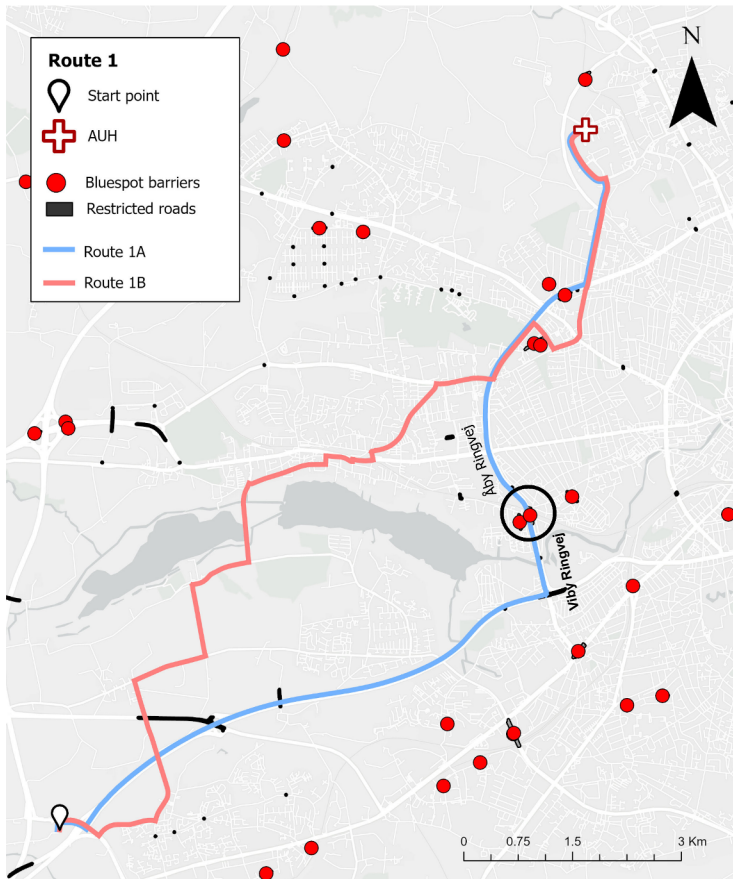 Route 1
Start point
AUH
Bluespot barriers
Restricted roads
Route 1A
Route 1B
N
Åby Ringvej
Viby Ringvej
0 0.75 1.5 3 Km